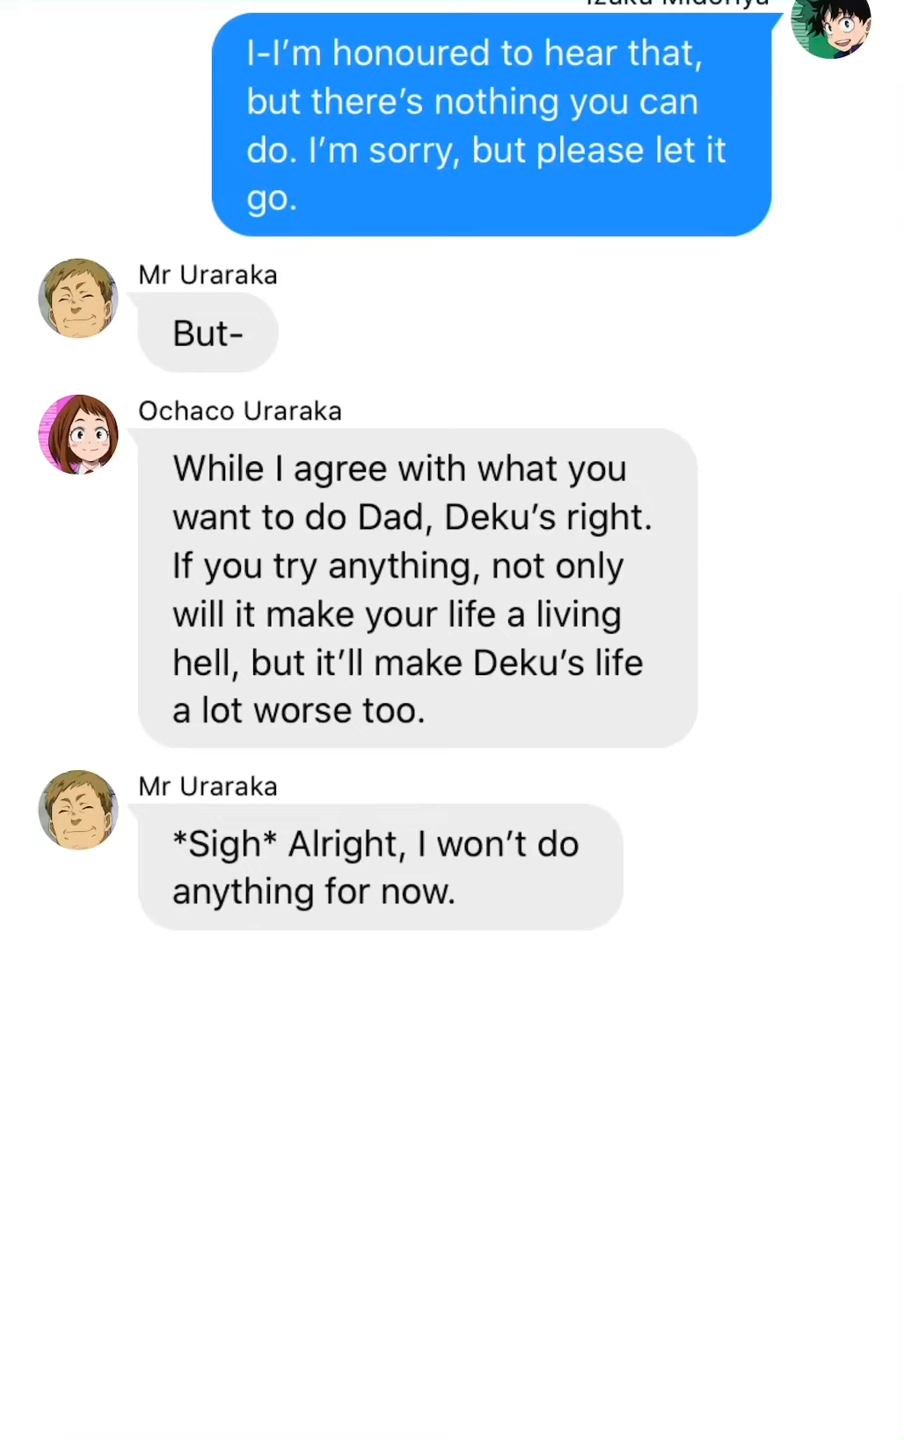 Izuku Midoriya
I-I'm honoured to hear that,
but there's nothing you can
do. I'm sorry, but please let it
go.
Mr Uraraka
But-
Ochaco Uraraka
While I agree with what you
want to do Dad, Deku's right.
If you try anything, not only
will it make your life a living
hell, but it'll make Deku's life
a lot worse too.
Mr Uraraka
*Sigh* Alright, I won't do
anything for now.